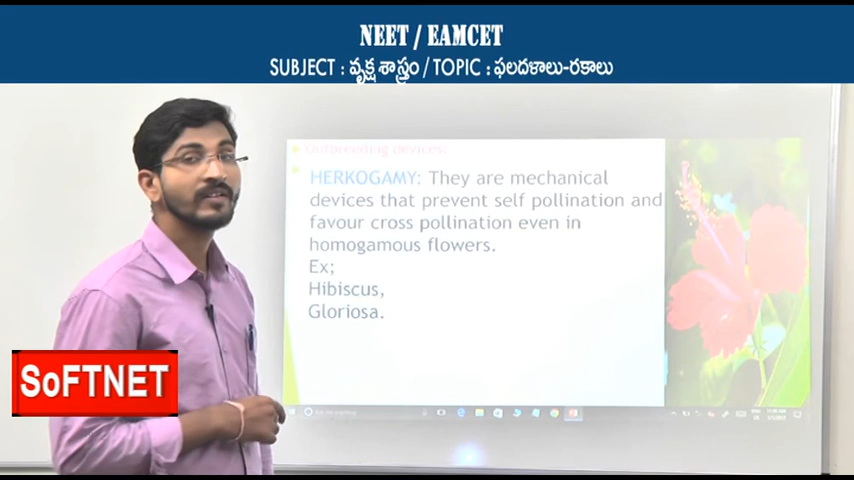 NEET / EAMCET
SUBJECT : వృక్ష శాస్త్రం / TOPIC : ఫలదళాలు-రకాలు
Outbreeding devices:
HERKOGAMY: They are mechanical
devices that prevent self pollination and
favour cross pollination even in
homogamous flowers.
Ex;
Hibiscus,
Gloriosa.
SoFTNET